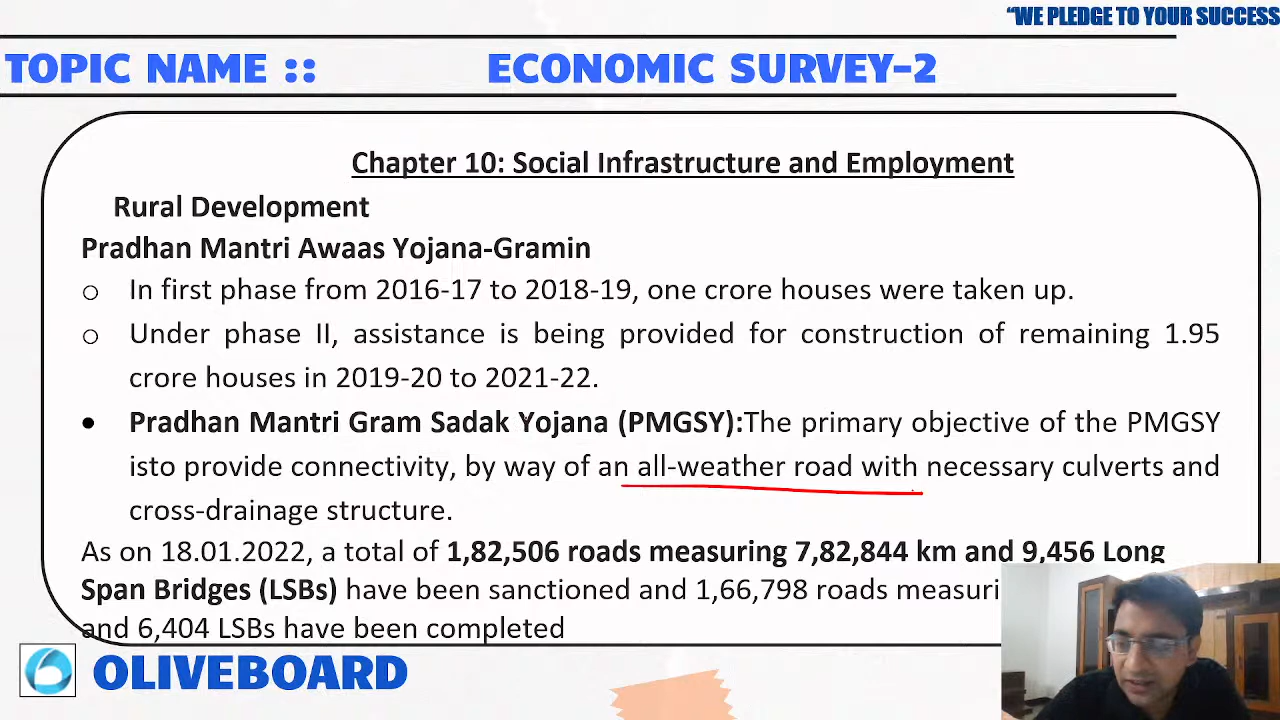 “WE PLEDGE TO YOUR SUCCESS
TOPIC NAME :: ECONOMIC SURVEY-2
Chapter 10: Social Infrastructure and Employment
Rural Development
Pradhan Mantri Awaas Yojana-Gramin
o In first phase from 2016-17 to 2018-19, one crore houses were taken up.
o Under phase II, assistance is being provided for construction of remaining 1.95
crore houses in 2019-20 to 2021-22.
• Pradhan Mantri Gram Sadak Yojana (PMGSY):The primary objective of the PMGSY
isto provide connectivity, by way of an all-weather road with necessary culverts and
cross-drainage structure.
As on 18.01.2022, a total of 1,82,506 roads measuring 7,82,844 km and 9,456 Long
Span Bridges (LSBs) have been sanctioned and 1,66,798 roads
and 6,404 LSBs have been completed
OLIVEBOARD